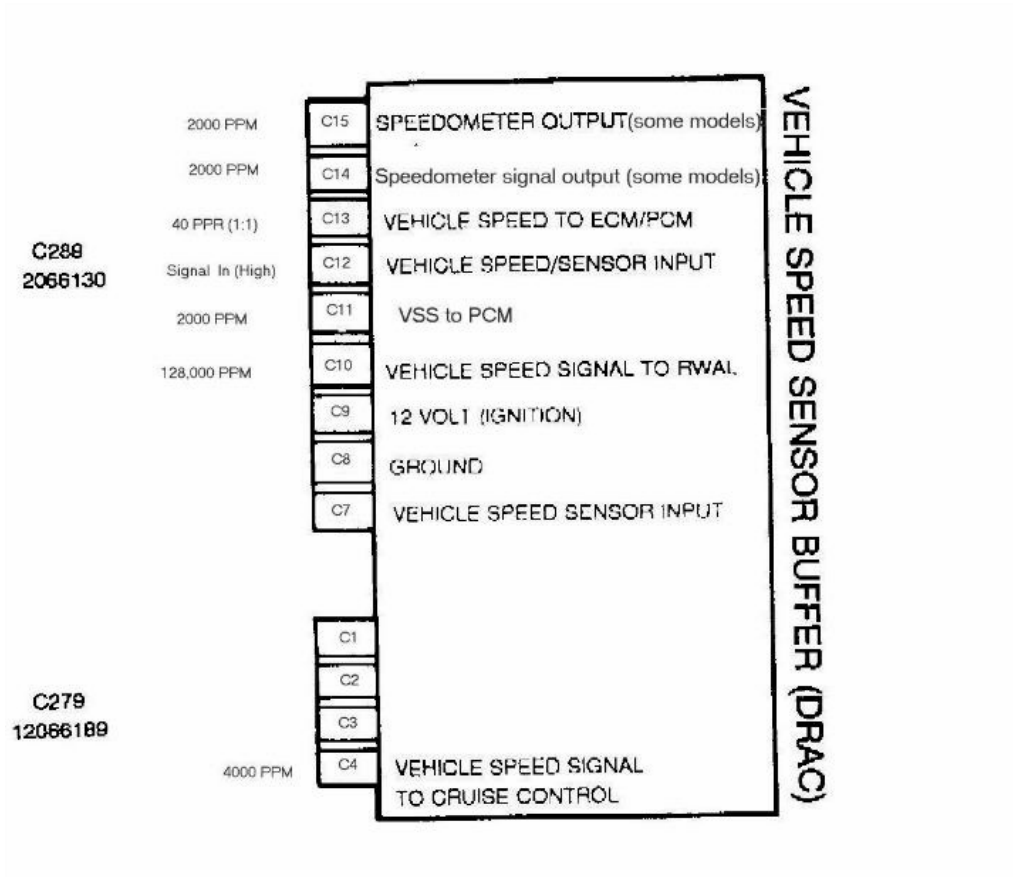 2000 PPM C15 SPEEDOMETER OUTPUT(some models)
2000 PPM C14 Speedometer signal output (some models)
40 PPR (1:1) C13 VEHICLE SPEED TO ECM/PCM
C288
2066130
Signal In (High) C12 VEHICLE SPEED/SENSOR INPUT
2000 PPM C11 VSS to PCM
128,000 PPM C10 VEHICLE SPEED SIGNAL TO RWAL
C9 12 VOLT (IGNITION)
C8 GROUND
C7 VEHICLE SPEED SENSOR INPUT
C1
C2
C279
12066189
C3
4000 PPM C4 VEHICLE SPEED SIGNAL
TO CRUISE CONTROL
VEHICLE SPEED SENSOR BUFFER (DRAC)